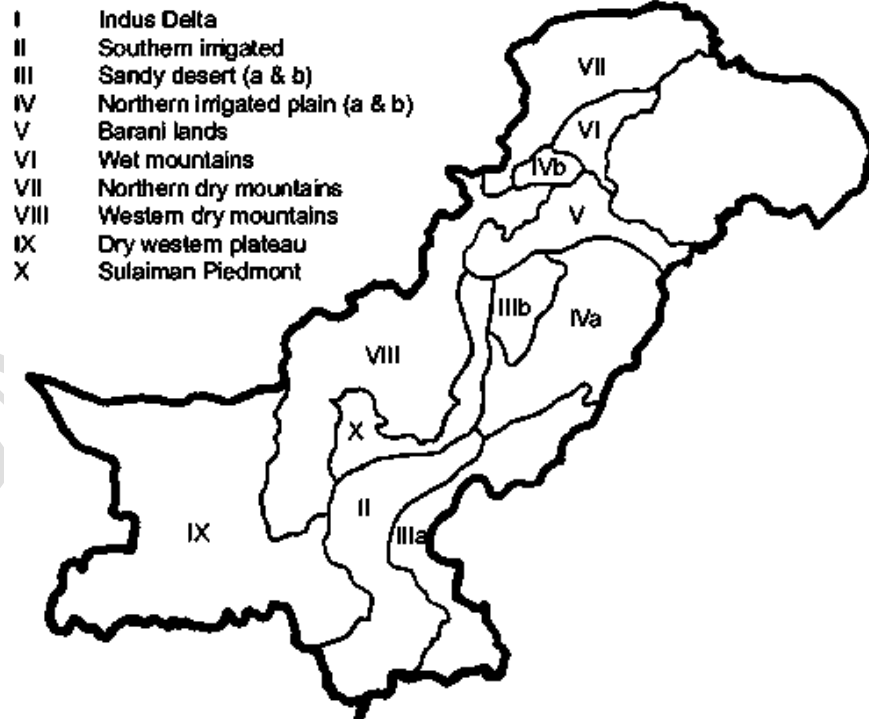 I Indus Delta
II Southern irrigated
III Sandy desert (a & b)
IV Northern irrigated plain (a & b)
V Barani lands
VI Wet mountains
VII Northern dry mountains
VIII Western dry mountains
IX Dry western plateau
X Sulaiman Piedmont
VII
VI
IVb
V
IIIb
IVa
VIII
X
II
IX
IIIa